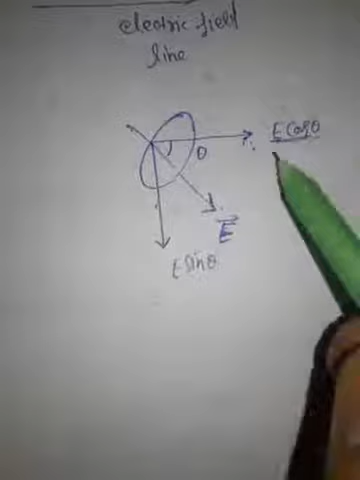 electric field
line
E Cosθ
θ
E
E sinθ